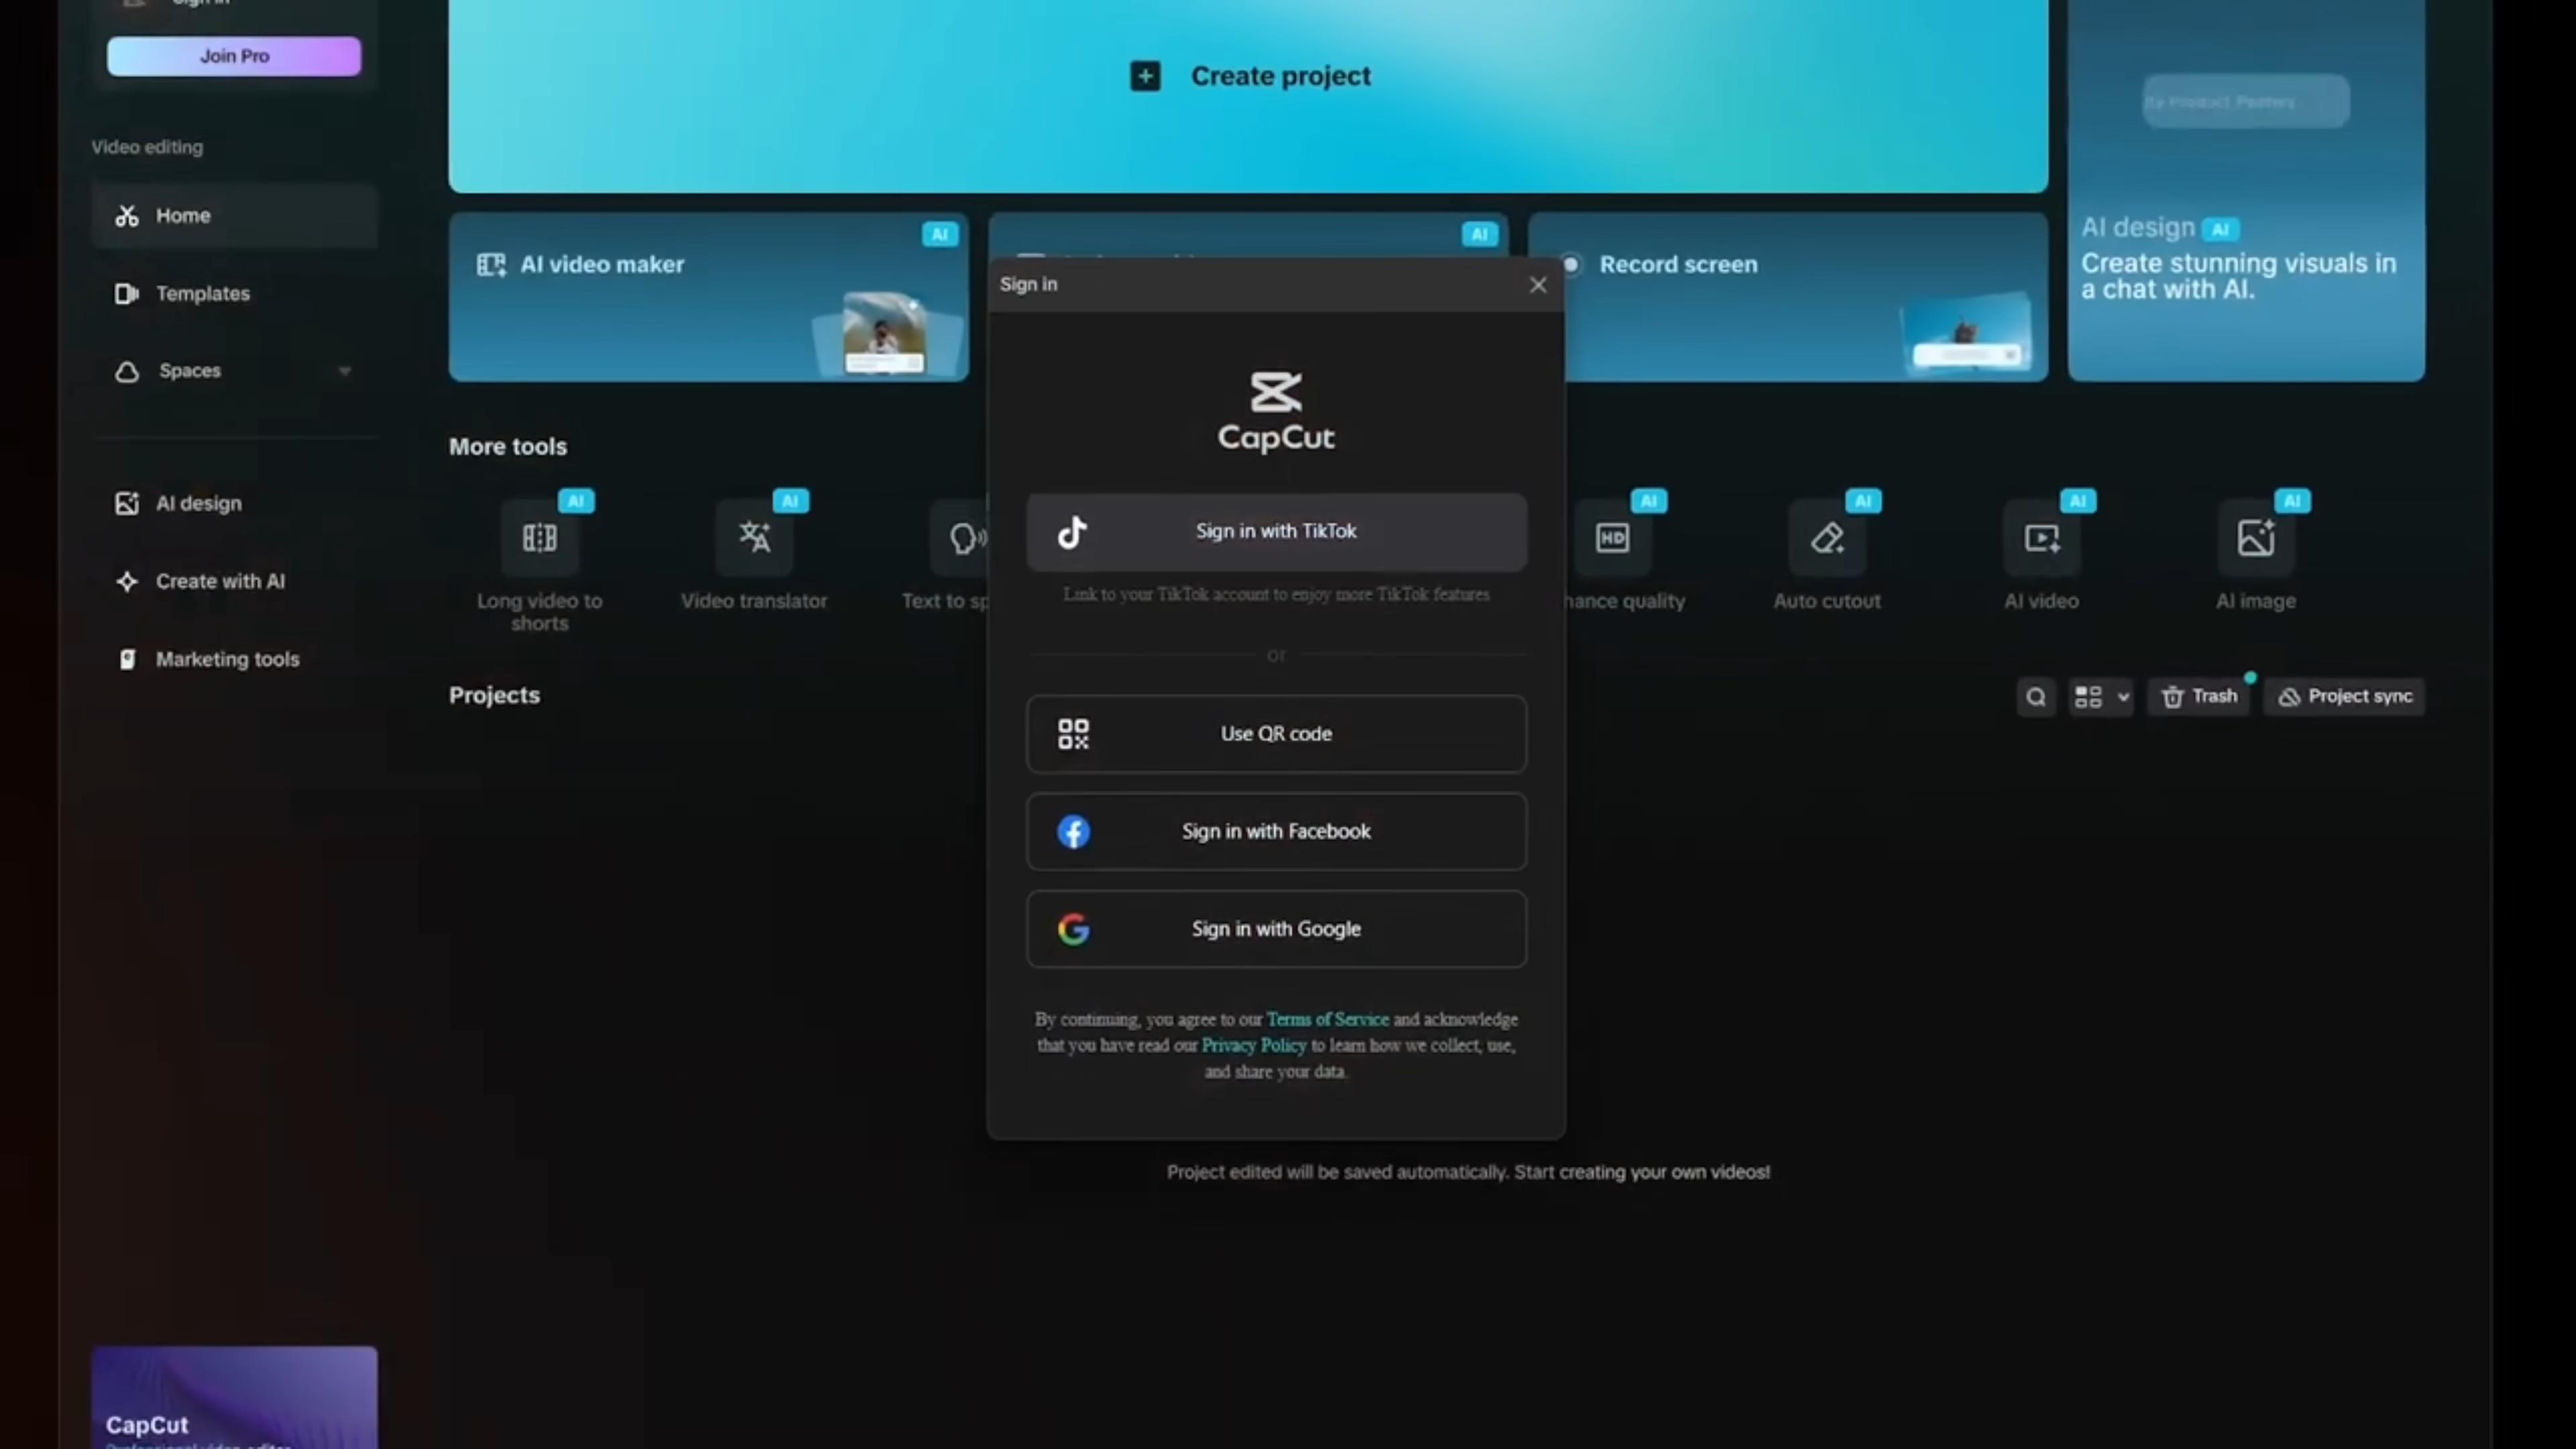 Sign in
Join Pro
Create project
Video editing
Home
Templates
Spaces
AI design
Create with AI
Marketing tools
AI
AI video maker
AI
Record screen
AI design AI
Create stunning visuals in
a chat with AI.
Sign in
CapCut
Sign in with TikTok
Link to your TikTok account to enjoy more TikTok features
or
Use QR code
Sign in with Facebook
Sign in with Google
By continuing, you agree to our Terms of Service and acknowledge
that you have read our Privacy Policy to learn how we collect, use,
and share your data.
More tools
AI
Long video to
shorts
AI
Video translator
Text to sp
HD
AI
hance quality
AI
Auto cutout
AI
AI video
AI
AI image
Projects
Trash
Project sync
Project edited will be saved automatically. Start creating your own videos!
CapCut